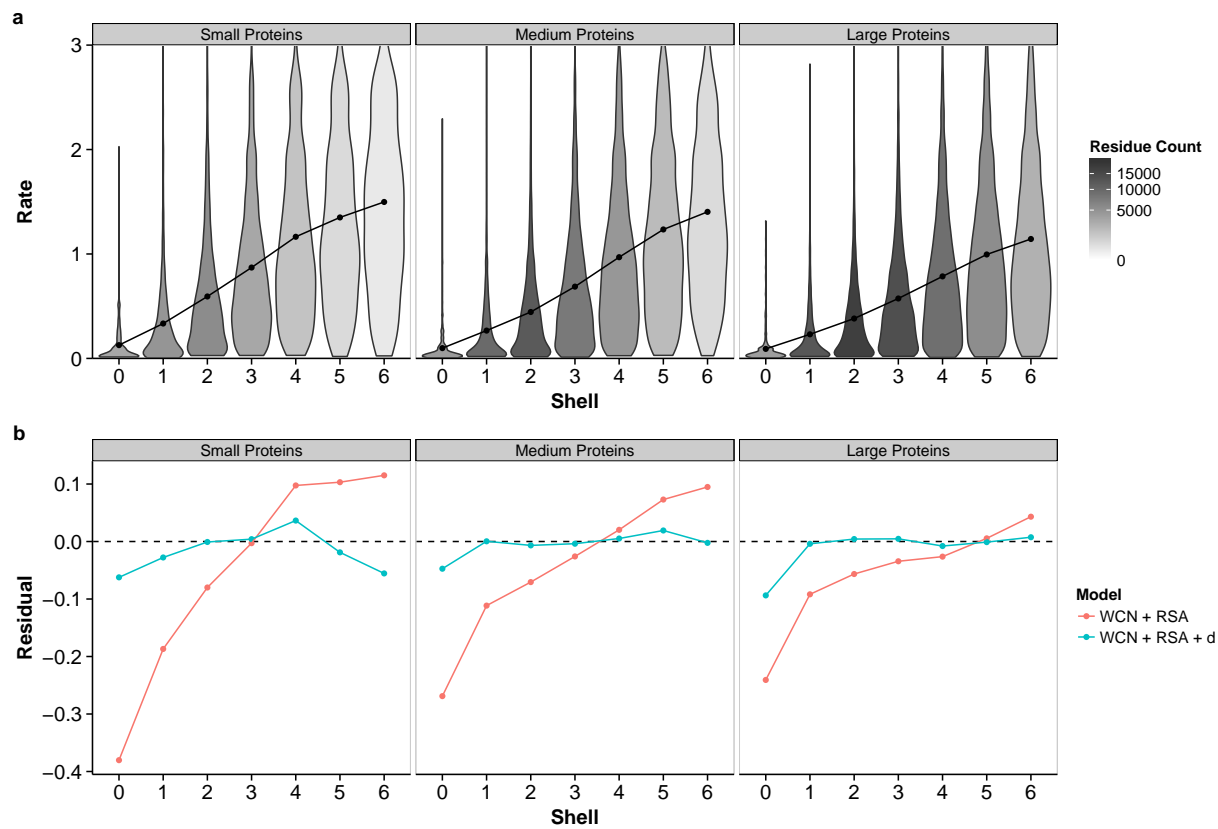 a
Small Proteins Medium Proteins Large Proteins
3
2
1
0
Rate
0 1 2 3 4 5 6 0 1 2 3 4 5 6 0 1 2 3 4 5 6
Shell
Residue Count
15000
10000
5000
0
b
Small Proteins Medium Proteins Large Proteins
0.1
0.0
−0.1
−0.2
−0.3
−0.4
Residual
0 1 2 3 4 5 6 0 1 2 3 4 5 6 0 1 2 3 4 5 6
Shell
Model
WCN + RSA
WCN + RSA + d